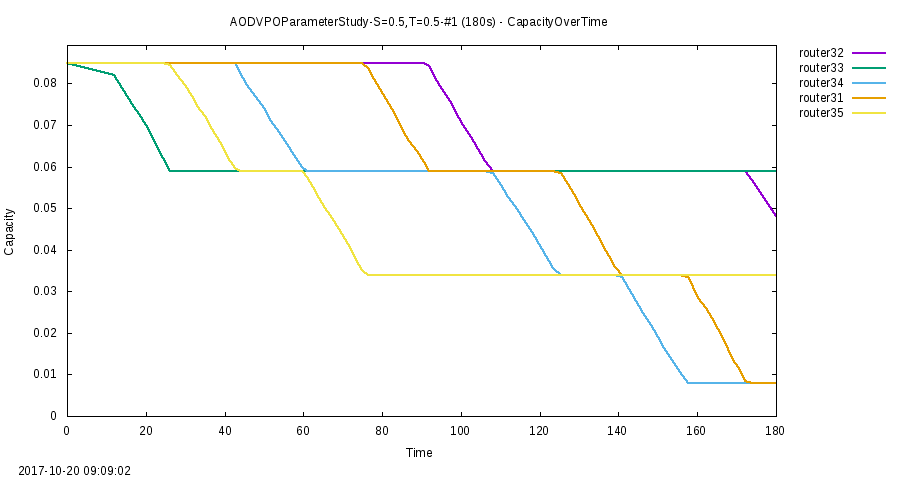 AODVPOParameterStudy-S=0.5,T=0.5-#1 (180s) - CapacityOverTime
router32
router33
router34
router31
router35
0.08
0.07
0.06
0.05
0.04
0.03
0.02
0.01
0
Capacity
0 20 40 60 80 100 120 140 160 180
Time
2017-10-20 09:09:02